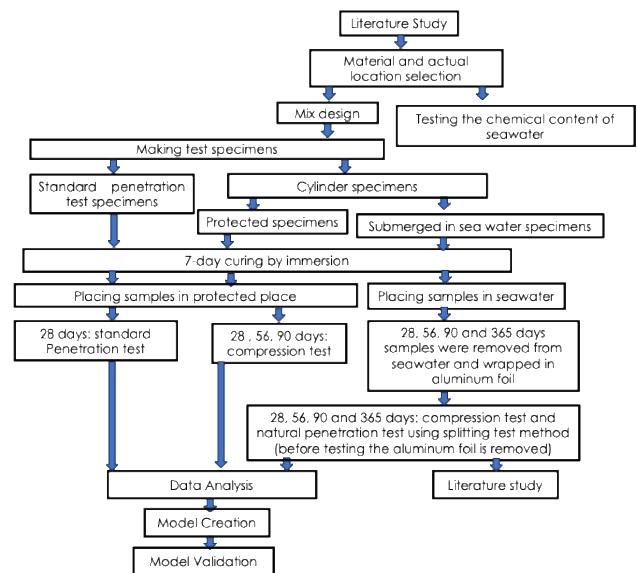 Literature Study
Material and actual
location selection
Mix design
Testing the chemical content of
seawater
Making test specimens
Standard penetration
test specimens
Cylinder specimens
Protected specimens
Submerged in sea water specimens
7-day curing by immersion
Placing samples in protected place
Placing samples in seawater
28 days: standard
Penetration test
28 , 56, 90 days:
compression test
28, 56, 90 and 365 days
samples were removed from
seawater and wrapped in
aluminum foil
28, 56, 90 and 365 days: compression test and
natural penetration test using splitting test method
(before testing the aluminum foil is removed)
Data Analysis
Literature study
Model Creation
Model Validation